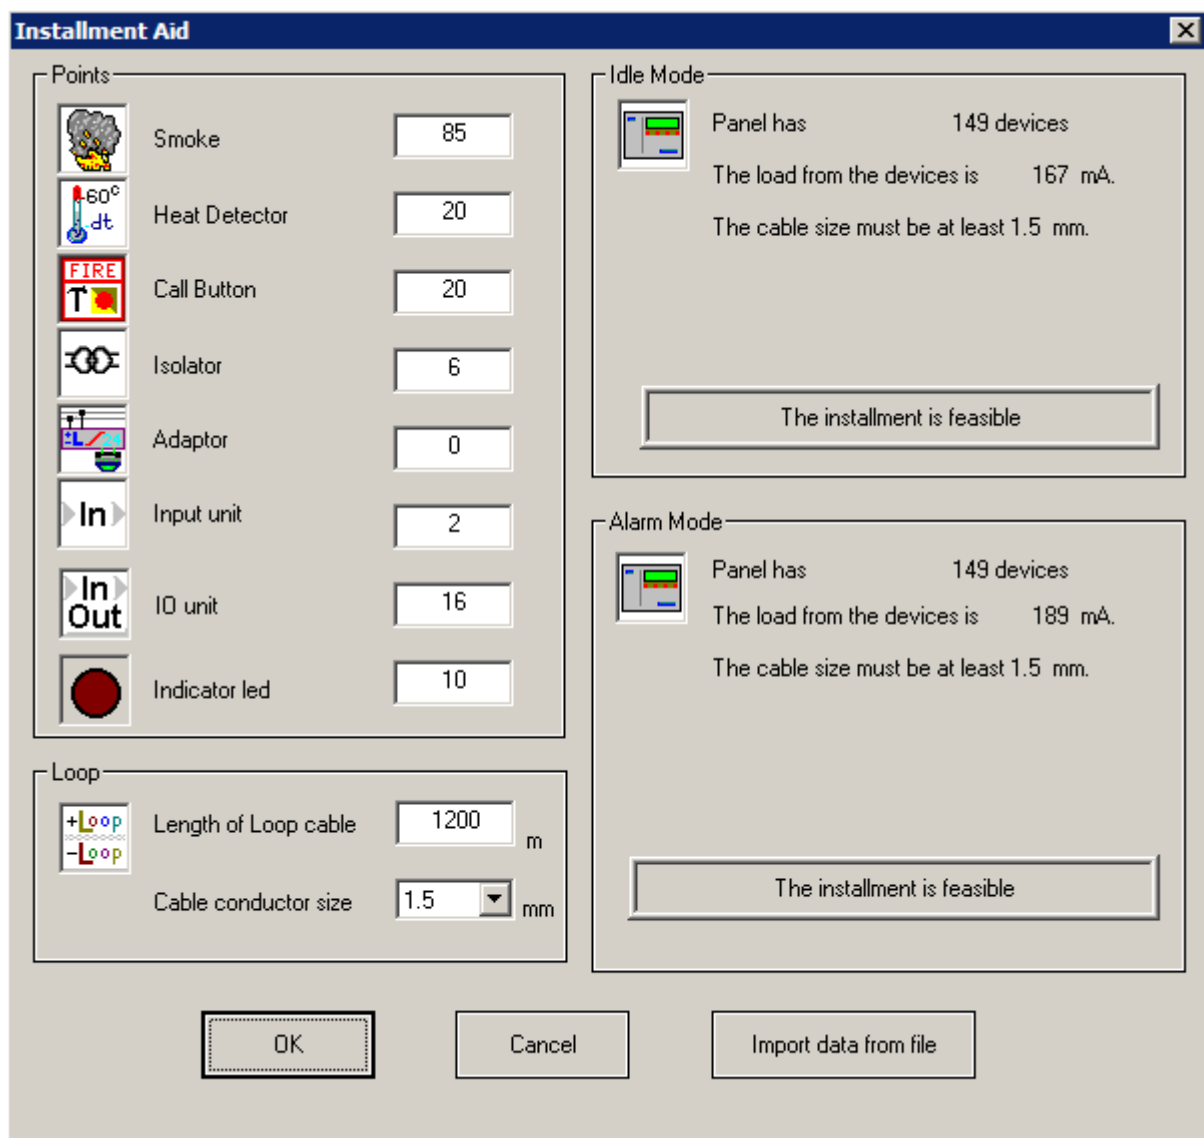 Installment Aid
Points
Smoke 85
60° dt
Heat Detector 20
FIRE
Call Button 20
Isolator 6
±L/24
Adaptor 0
In
Input unit 2
In
Out
IO unit 16
Indicator led 10
Loop
+Loop
-Loop
Length of Loop cable 1200 m
Cable conductor size 1.5 mm
Idle Mode
Panel has 149 devices
The load from the devices is 167 mA.
The cable size must be at least 1.5 mm.
The installment is feasible
Alarm Mode
Panel has 149 devices
The load from the devices is 189 mA.
The cable size must be at least 1.5 mm.
The installment is feasible
OK
Cancel
Import data from file